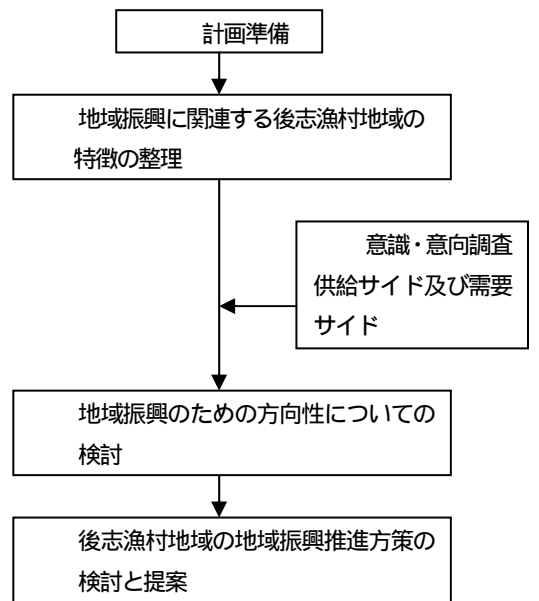 計画準備
地域振興に関連する後志漁村地域の
特徴の整理
意識・意向調査
供給サイド及び需要
サイド
地域振興のための方向性についての
検討
後志漁村地域の地域振興推進方策の
検討と提案